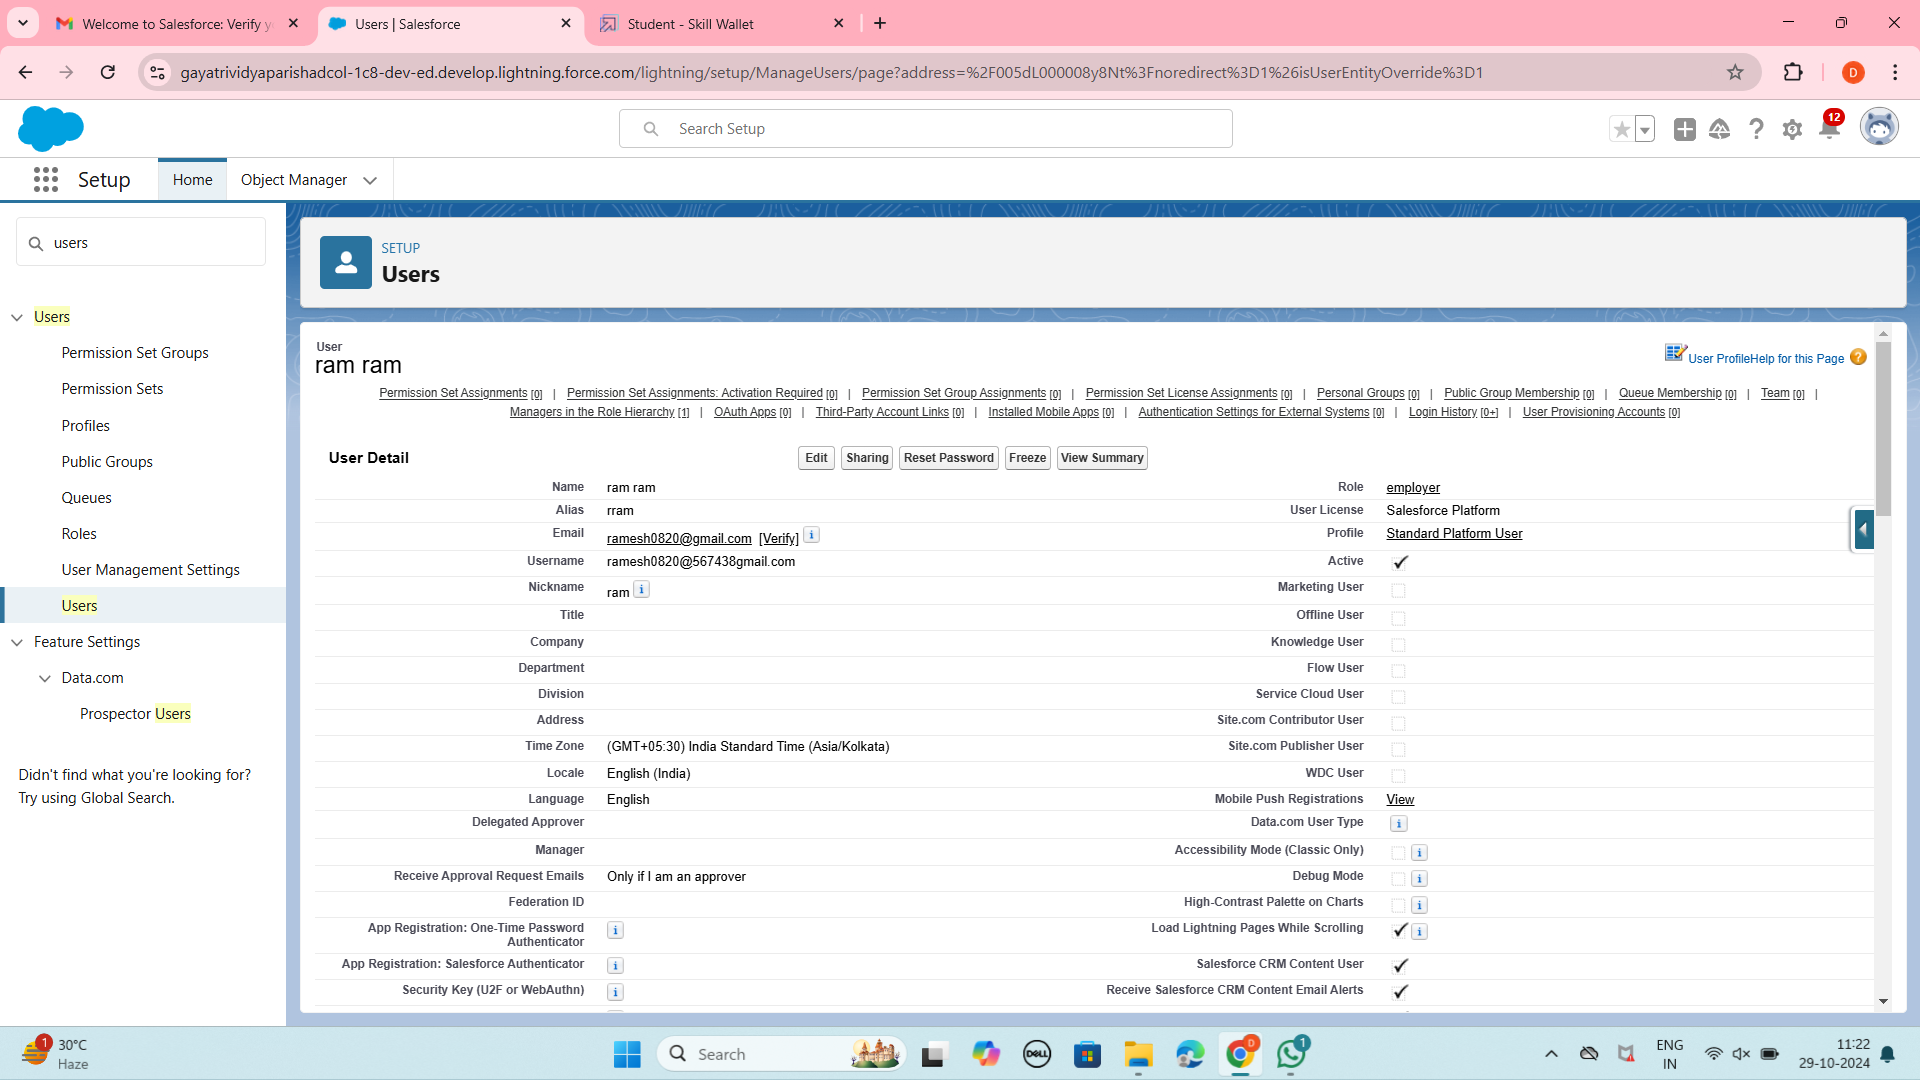 Welcome to Salesforce: Verify y
Users | Salesforce
Student - Skill Wallet
gayatrividyaparishadcol-1c8-dev-ed.develop.lightning.force.com/lightning/setup/ManageUsers/page?address=%2F005dL000008y8Nt%3Fnoredirect%3D1%26isUserEntityOverride%3D1
D
Search Setup
12
Setup
Home
Object Manager
users
Users
Permission Set Groups
Permission Sets
Profiles
Public Groups
Queues
Roles
User Management Settings
Users
Feature Settings
Data.com
Prospector Users
Didn't find what you're looking for?
Try using Global Search.
SETUP
Users
User
ram ram
User Profile Help for this Page ?
Permission Set Assignments [0] | Permission Set Assignments: Activation Required [0] | Permission Set Group Assignments [0] | Permission Set License Assignments [0] | Personal Groups [0] | Public Group Membership [0] | Queue Membership [0] | Team [0] |
Managers in the Role Hierarchy [1] | OAuth Apps [0] | Third-Party Account Links [0] | Installed Mobile Apps [0] | Authentication Settings for External Systems [0] | Login History [0+] | User Provisioning Accounts [0]
User Detail
Edit Sharing Reset Password Freeze View Summary
Name ram ram Role employer
Alias rram User License Salesforce Platform
Email ramesh0820@gmail.com [Verify] i Profile Standard Platform User
Username ramesh0820@567438gmail.com Active
Nickname ram i Marketing User
Title Offline User
Company Knowledge User
Department Flow User
Division Service Cloud User
Address Site.com Contributor User
Time Zone (GMT+05:30) India Standard Time (Asia/Kolkata) Site.com Publisher User
Locale English (India) WDC User
Language English Mobile Push Registrations View
Delegated Approver Data.com User Type i
Manager Accessibility Mode (Classic Only) i
Receive Approval Request Emails Only if I am an approver Debug Mode i
Federation ID High-Contrast Palette on Charts i
App Registration: One-Time Password Authenticator i Load Lightning Pages While Scrolling i
App Registration: Salesforce Authenticator i Salesforce CRM Content User
Security Key (U2F or WebAuthn) i Receive Salesforce CRM Content Email Alerts
1
30°C
Haze
Search
DELL
D
1
ENG
IN
11:22
29-10-2024